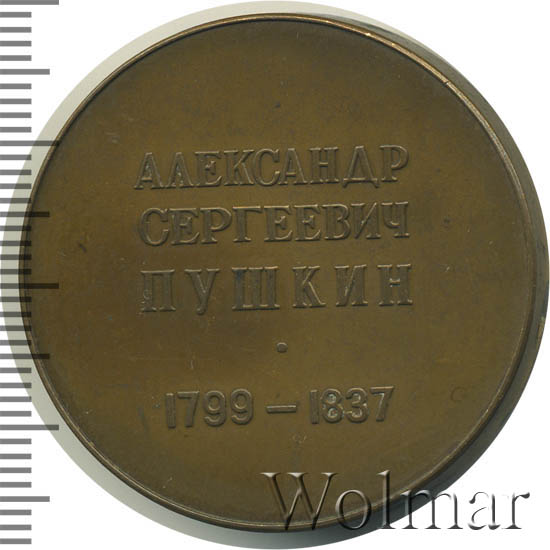 АЛЕКСАНДР
СЕРГЕЕВИЧ
ПУШКИН
•
1799 — 1837
Wolmar